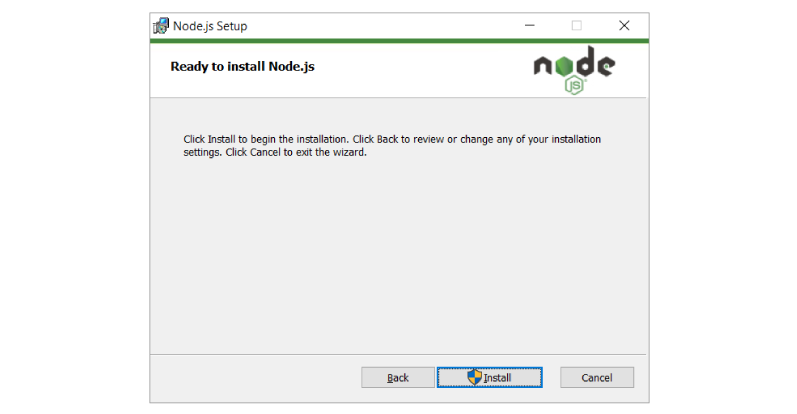 Node.js Setup
Ready to install Node.js
node
JS
Click Install to begin the installation. Click Back to review or change any of your installation
settings. Click Cancel to exit the wizard.
Back Install Cancel